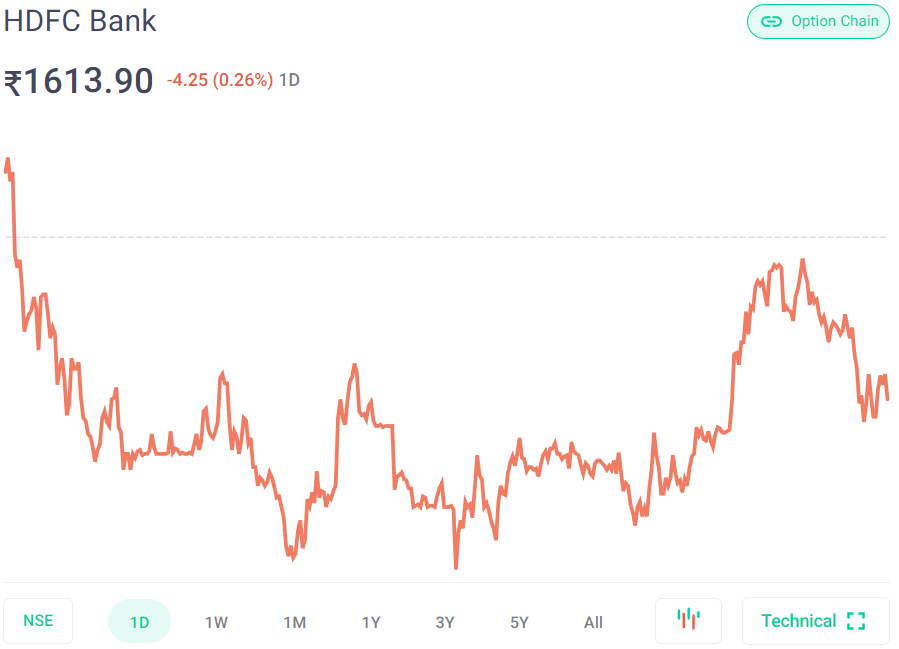 HDFC Bank
Option Chain
₹1613.90 -4.25 (0.26%) 1D
NSE 1D 1W 1M 1Y 3Y 5Y All Technical